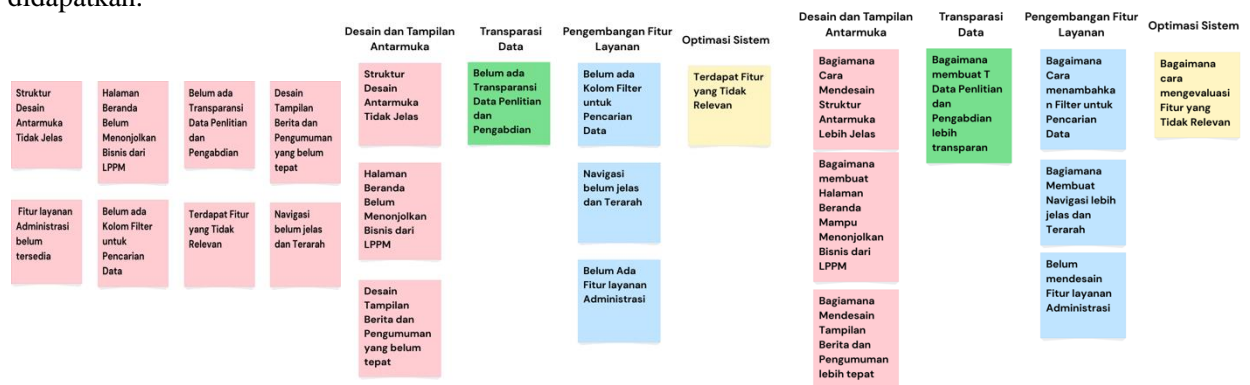 didapatkan.
Struktur
Desain
Antarmuka
Tidak Jelas
Halaman
Beranda
Belum
Menonjolkan
Bisnis dari
LPPM
Belum ada
Transparansi
Data Penlitian
dan
Pengabdian
Desain
Tampilan
Berita dan
Pengumuman
yang belum
tepat
Fitur layanan
Administrasi
belum
tersedia
Belum ada
Kolom Filter
untuk
Pencarian
Data
Terdapat Fitur
yang Tidak
Relevan
Navigasi
belum jelas
dan Terarah
Desain dan Tampilan
Antarmuka
Struktur
Desain
Antarmuka
Tidak Jelas
Halaman
Beranda
Belum
Menonjolkan
Bisnis dari
LPPM
Desain
Tampilan
Berita dan
Pengumuman
yang belum
tepat
Transparasi
Data
Belum ada
Transparansi
Data Penlitian
dan
Pengabdian
Pengembangan Fitur
Layanan
Belum ada
Kolom Filter
untuk
Pencarian
Data
Navigasi
belum jelas
dan Terarah
Belum Ada
Fitur layanan
Administrasi
Optimasi Sistem
Terdapat Fitur
yang Tidak
Relevan
Desain dan Tampilan
Antarmuka
Bagiamana
Cara
Mendesain
Struktur
Antarmuka
Lebih Jelas
Bagaimana
membuat
Halaman
Beranda
Mampu
Menonjolkan
Bisnis dari
LPPM
Bagiamana
Mendesain
Tampilan
Berita dan
Pengumuman
lebih tepat
Transparasi
Data
Bagaimana
membuat T
Data Penlitian
dan
Pengabdian
lebih
transparan
Pengembangan Fitur
Layanan
Bagaimana
Cara
menambahka
n Filter untuk
Pencarian
Data
Bagiamana
Membuat
Navigasi lebih
jelas dan
Terarah
Belum
mendesain
Fitur layanan
Administrasi
Optimasi Sistem
Bagaimana
cara
mengevaluasi
Fitur yang
Tidak Relevan